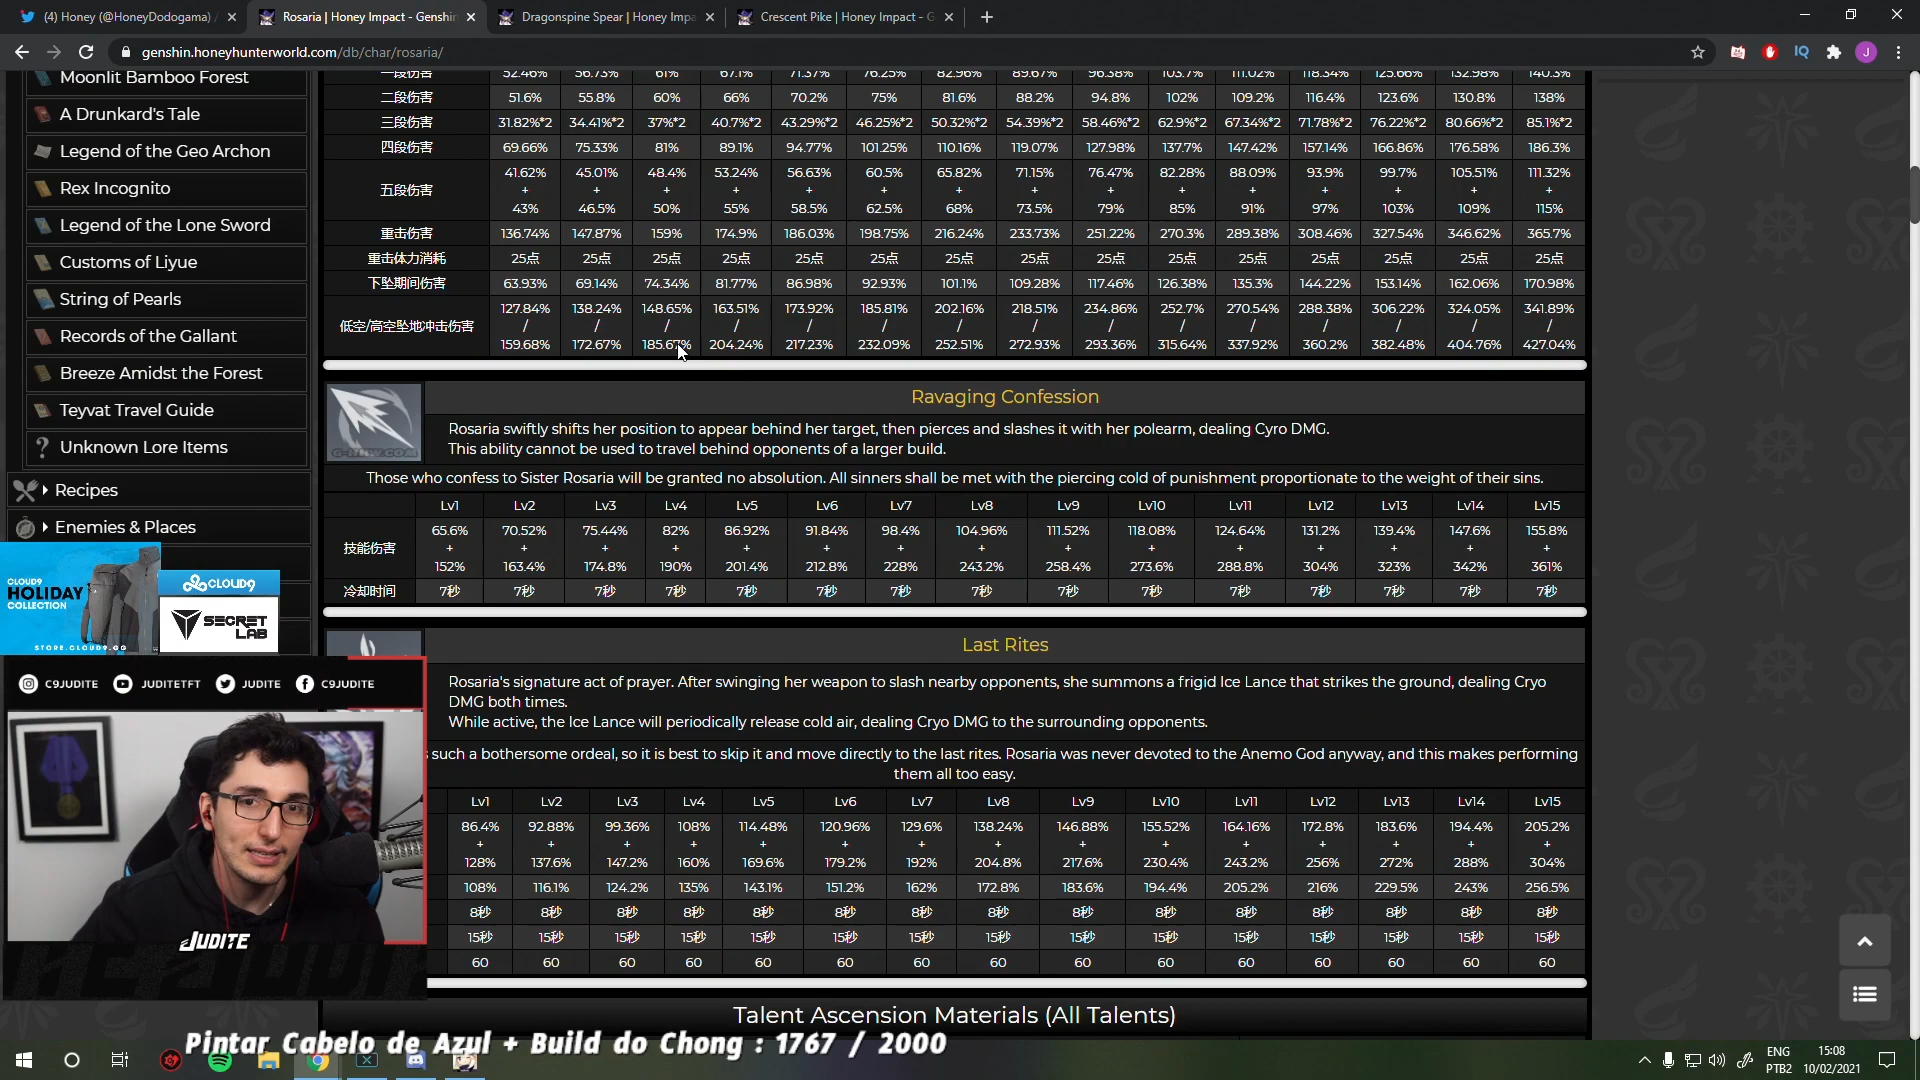 (4) Honey (@HoneyDodogama)
Rosaria | Honey Impact - Genshin
Dragonspine Spear | Honey Impa
Crescent Pike | Honey Impact - G
genshin.honeyhunterworld.com/db/char/rosaria/
Moonlit Bamboo Forest
A Drunkard's Tale
Legend of the Geo Archon
Rex Incognito
Legend of the Lone Sword
Customs of Liyue
String of Pearls
Records of the Gallant
Breeze Amidst the Forest
Teyvat Travel Guide
? Unknown Lore Items
Recipes
Enemies & Places
一段伤害 52.46% 56.73% 61% 67.1% 71.37% 76.25% 82.96% 89.67% 96.38% 103.7% 111.02% 118.34% 125.66% 132.98% 140.3%
二段伤害 51.6% 55.8% 60% 66% 70.2% 75% 81.6% 88.2% 94.8% 102% 109.2% 116.4% 123.6% 130.8% 138%
三段伤害 31.82%*2 34.41%*2 37%*2 40.7%*2 43.29%*2 46.25%*2 50.32%*2 54.39%*2 58.46%*2 62.9%*2 67.34%*2 71.78%*2 76.22%*2 80.66%*2 85.1%*2
四段伤害 69.66% 75.33% 81% 89.1% 94.77% 101.25% 110.16% 119.07% 127.98% 137.7% 147.42% 157.14% 166.86% 176.58% 186.3%
41.62% 45.01% 48.4% 53.24% 56.63% 60.5% 65.82% 71.15% 76.47% 82.28% 88.09% 93.9% 99.7% 105.51% 111.32%
五段伤害 + + + + + + + + + + + + + + +
43% 46.5% 50% 55% 58.5% 62.5% 68% 73.5% 79% 85% 91% 97% 103% 109% 115%
重击伤害 136.74% 147.87% 159% 174.9% 186.03% 198.75% 216.24% 233.73% 251.22% 270.3% 289.38% 308.46% 327.54% 346.62% 365.7%
重击体力消耗 25点 25点 25点 25点 25点 25点 25点 25点 25点 25点 25点 25点 25点 25点 25点
下坠期间伤害 63.93% 69.14% 74.34% 81.77% 86.98% 92.93% 101.1% 109.28% 117.46% 126.38% 135.3% 144.22% 153.14% 162.06% 170.98%
127.84% 138.24% 148.65% 163.51% 173.92% 185.81% 202.16% 218.51% 234.86% 252.7% 270.54% 288.38% 306.22% 324.05% 341.89%
低空/高空坠地冲击伤害 / / / / / / / / / / / / / / /
159.68% 172.67% 185.67% 204.24% 217.23% 232.09% 252.51% 272.93% 293.36% 315.64% 337.92% 360.2% 382.48% 404.76% 427.04%
Ravaging Confession
Rosaria swiftly shifts her position to appear behind her target, then pierces and slashes it with her polearm, dealing Cyro DMG.
This ability cannot be used to travel behind opponents of a larger build.
Those who confess to Sister Rosaria will be granted no absolution. All sinners shall be met with the piercing cold of punishment proportionate to the weight of their sins.
Lv1 Lv2 Lv3 Lv4 Lv5 Lv6 Lv7 Lv8 Lv9 Lv10 Lv11 Lv12 Lv13 Lv14 Lv15
65.6% 70.52% 75.44% 82% 86.92% 91.84% 98.4% 104.96% 111.52% 118.08% 124.64% 131.2% 139.4% 147.6% 155.8%
技能伤害 + + + + + + + + + + + + + + +
152% 163.4% 174.8% 190% 201.4% 212.8% 228% 243.2% 258.4% 273.6% 288.8% 304% 323% 342% 361%
冷却时间 7秒 7秒 7秒 7秒 7秒 7秒 7秒 7秒 7秒 7秒 7秒 7秒 7秒 7秒 7秒
Last Rites
Rosaria's signature act of prayer. After swinging her weapon to slash nearby opponents, she summons a frigid Ice Lance that strikes the ground, dealing Cryo
DMG both times.
While active, the Ice Lance will periodically release cold air, dealing Cryo DMG to the surrounding opponents.
such a bothersome ordeal, so it is best to skip it and move directly to the last rites. Rosaria was never devoted to the Anemo God anyway, and this makes performing
them all too easy.
Lv1 Lv2 Lv3 Lv4 Lv5 Lv6 Lv7 Lv8 Lv9 Lv10 Lv11 Lv12 Lv13 Lv14 Lv15
86.4% 92.88% 99.36% 108% 114.48% 120.96% 129.6% 138.24% 146.88% 155.52% 164.16% 172.8% 183.6% 194.4% 205.2%
+ + + + + + + + + + + + + + +
128% 137.6% 147.2% 160% 169.6% 179.2% 192% 204.8% 217.6% 230.4% 243.2% 256% 272% 288% 304%
108% 116.1% 124.2% 135% 143.1% 151.2% 162% 172.8% 183.6% 194.4% 205.2% 216% 229.5% 243% 256.5%
8秒 8秒 8秒 8秒 8秒 8秒 8秒 8秒 8秒 8秒 8秒 8秒 8秒 8秒 8秒
15秒 15秒 15秒 15秒 15秒 15秒 15秒 15秒 15秒 15秒 15秒 15秒 15秒 15秒 15秒
60 60 60 60 60 60 60 60 60 60 60 60 60 60 60
Talent Ascension Materials (All Talents)
CLOUD9
HOLIDAY
COLLECTION
STORE.CLOUD9.GG
CLOUD9
SECRET
LAB
C9JUDITE JUDITETFT JUDITE C9JUDITE
JUDITE
Pintar Cabelo de Azul + Build do Chong : 1767 / 2000
ENG
PTB2
15:08
10/02/2021